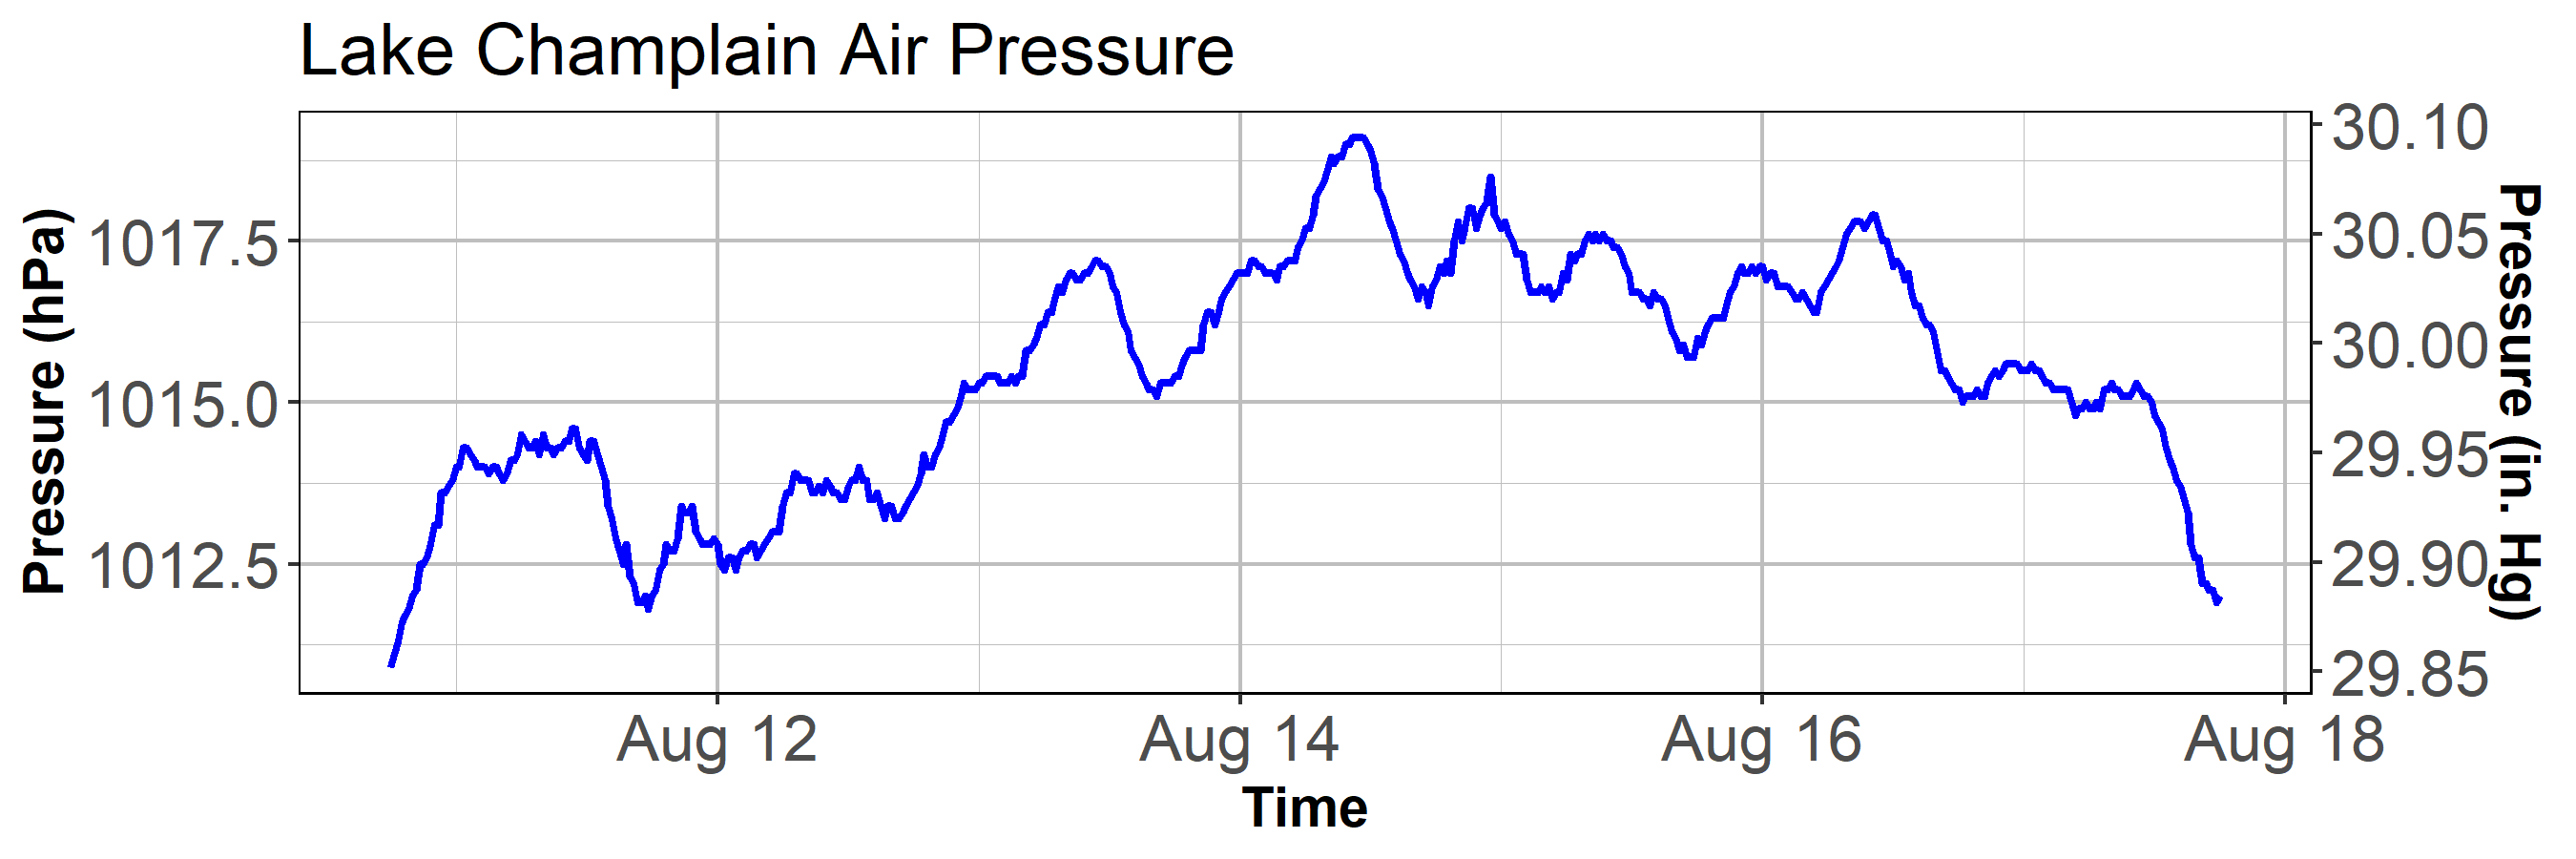 Lake Champlain Air Pressure
Pressure (hPa)
1017.5
1015.0
1012.5
30.10
30.05
30.00
29.95
29.90
29.85
Pressure (in. Hg)
Aug 12 Aug 14 Aug 16 Aug 18
Time